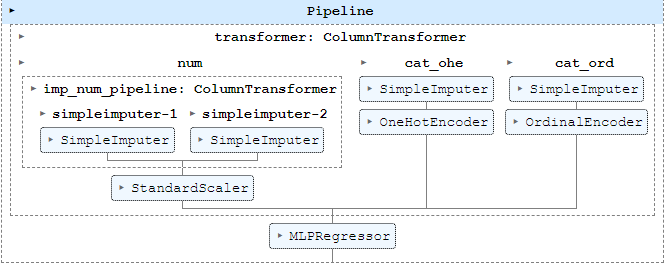 Pipeline
transformer: ColumnTransformer
num
cat_ohe
cat_ord
imp_num_pipeline: ColumnTransformer
SimpleImputer
SimpleImputer
simpleimputer-1
simpleimputer-2
OneHotEncoder
OrdinalEncoder
SimpleImputer
SimpleImputer
StandardScaler
MLPRegressor